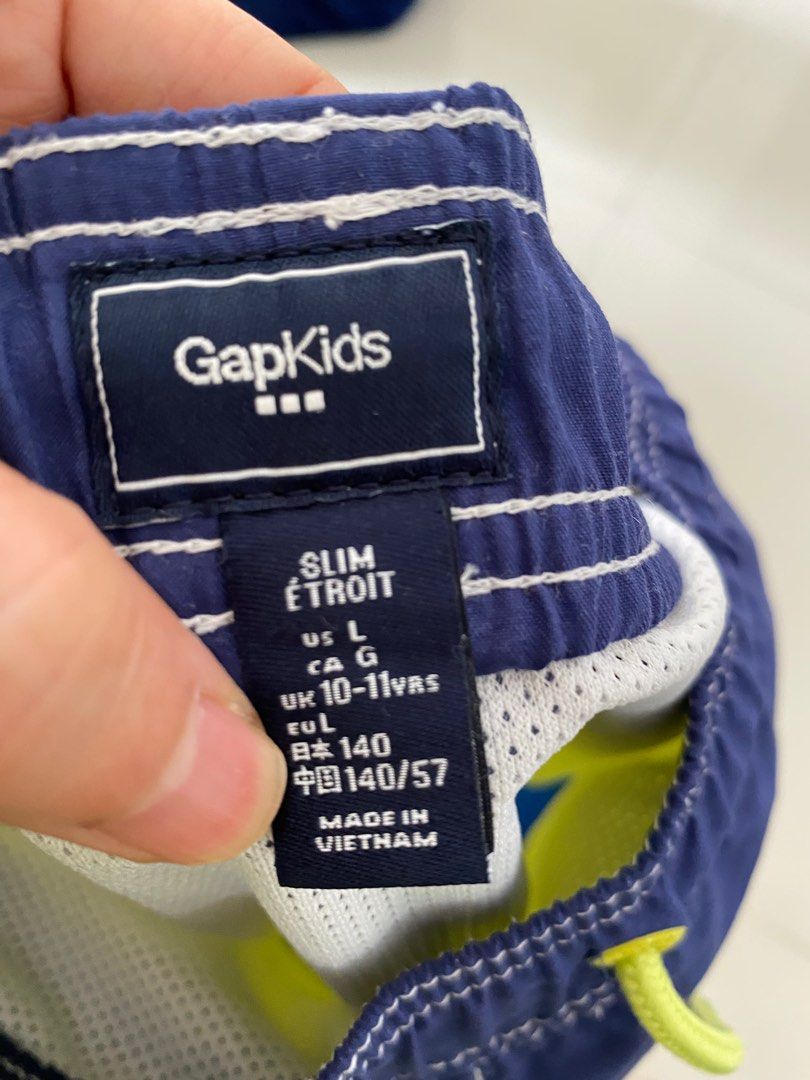 GapKids
SLIM
ÉTROIT
US L
CA G
UK 10-11YRS
EU L
日本 140
中国 140/57
MADE IN
VIETNAM